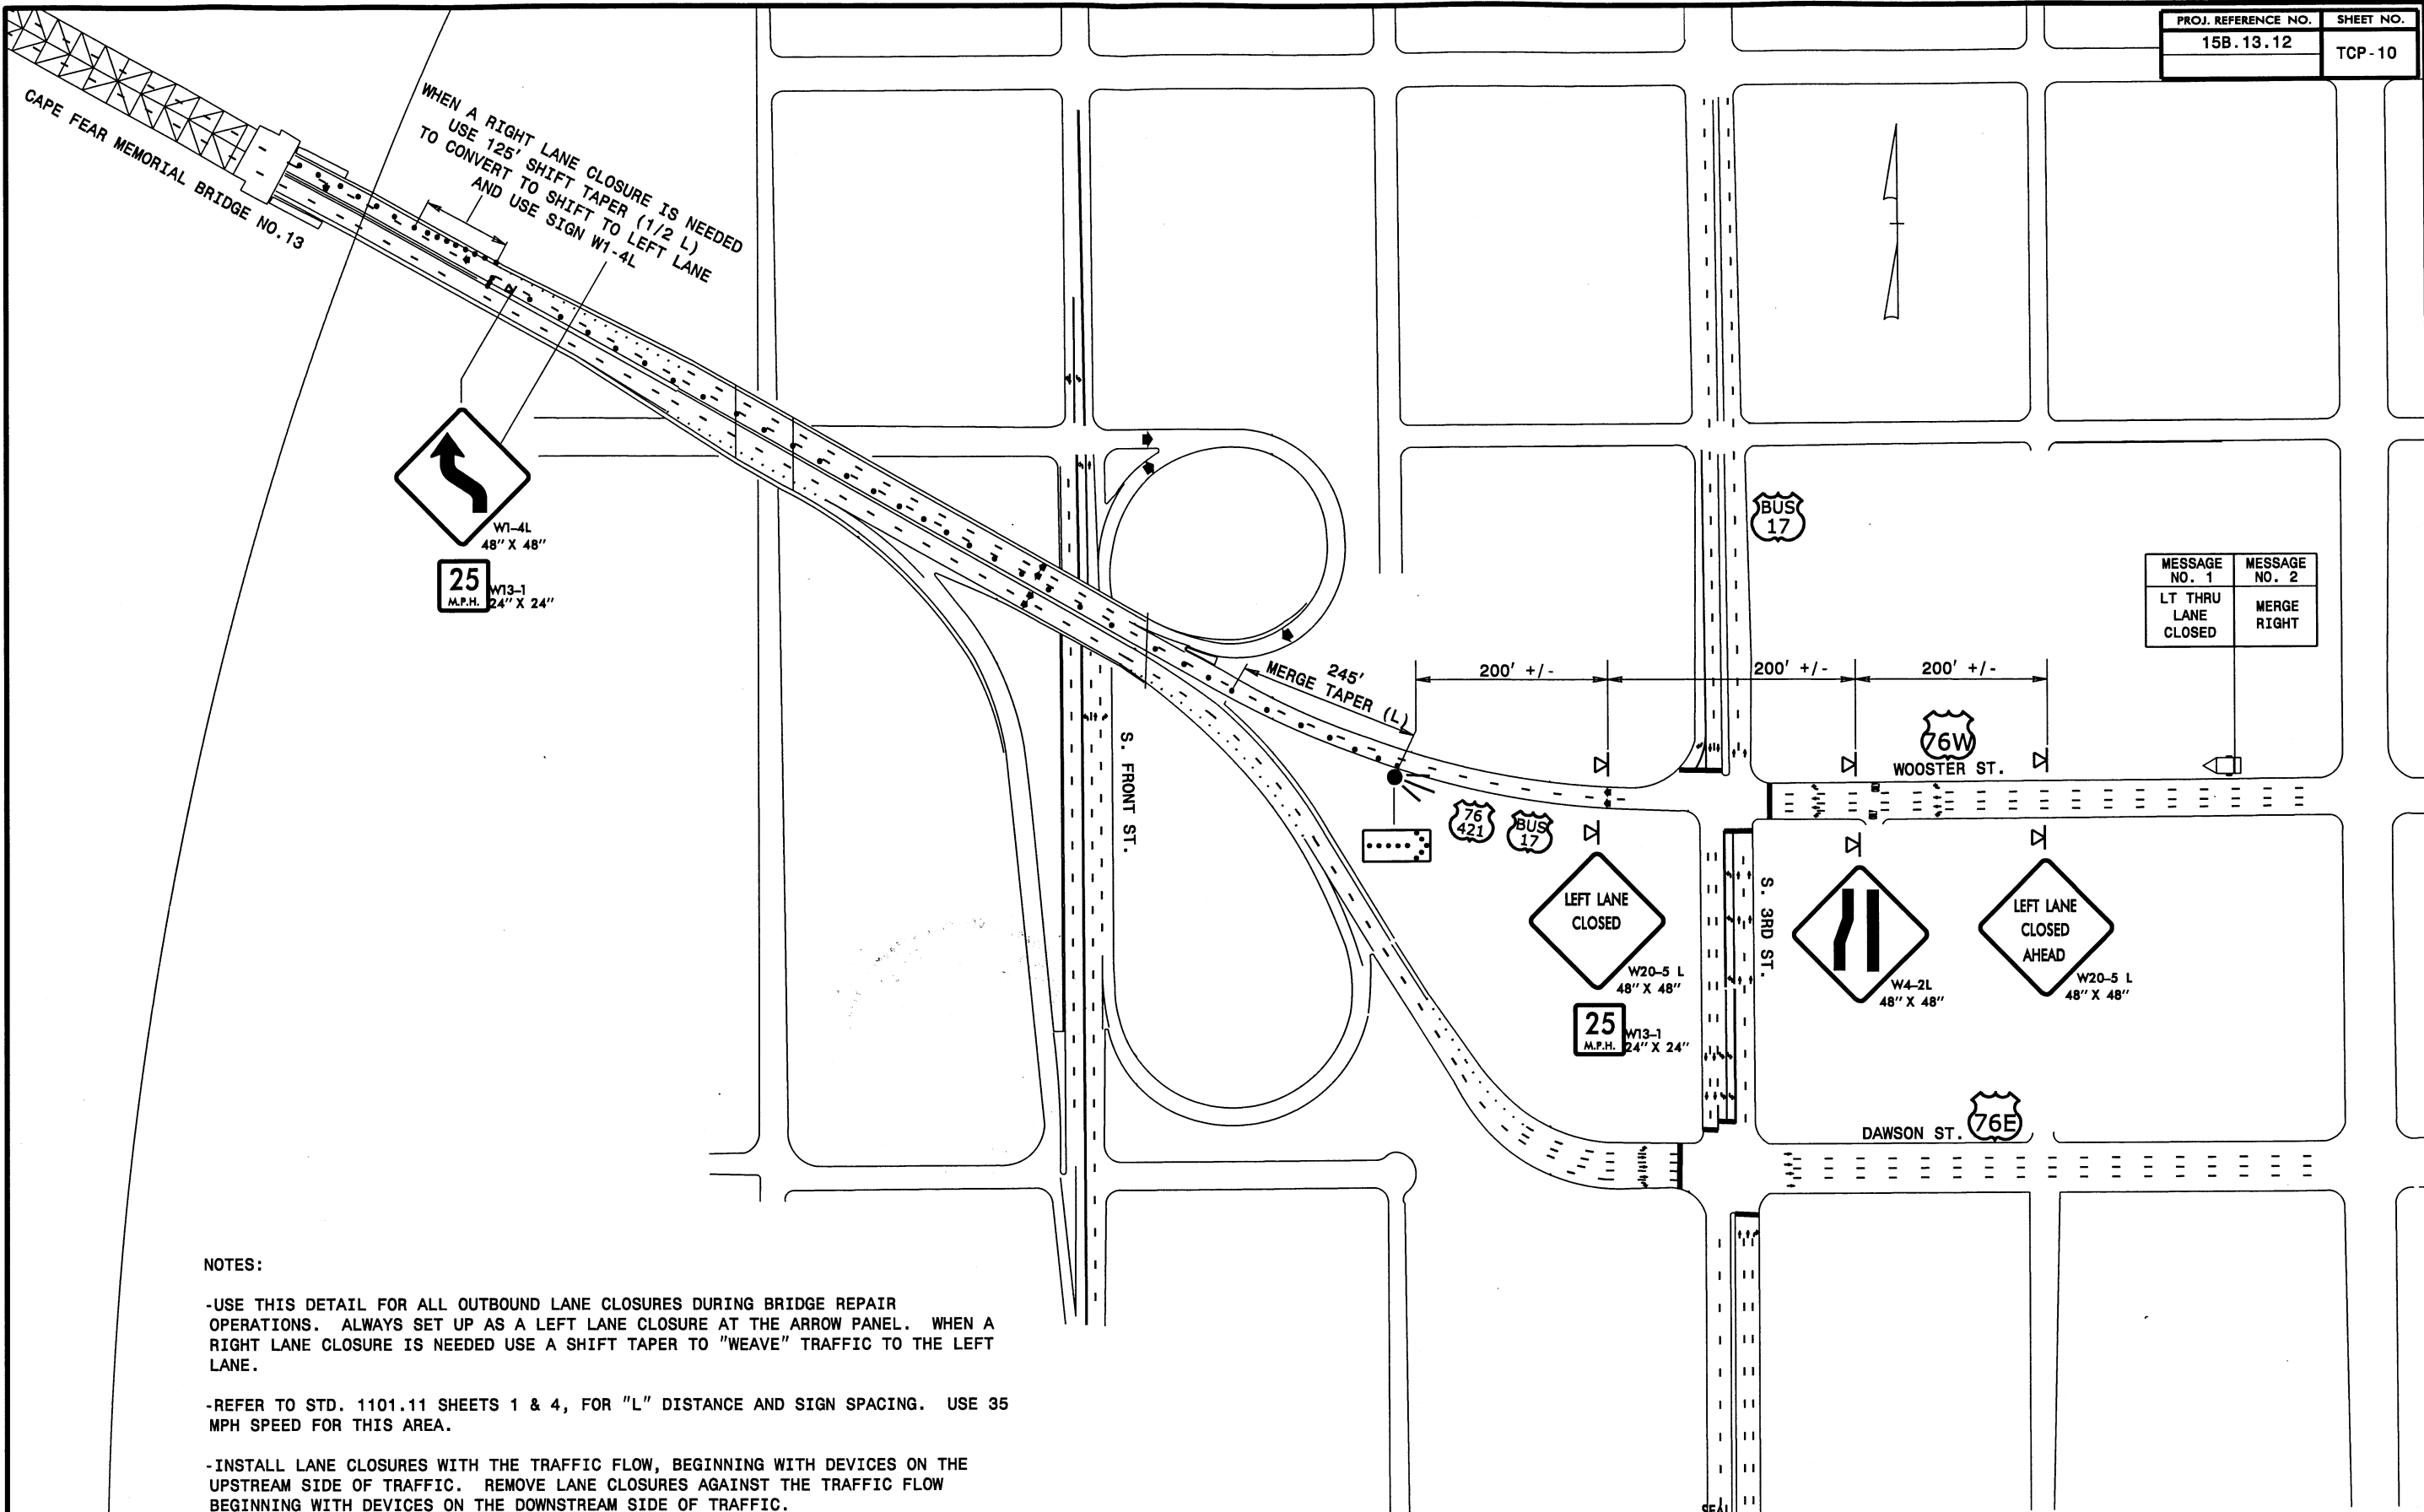 PROJ. REFERENCE NO.
SHEET NO.
15B.13.12
TCP-10
CAPE FEAR MEMORIAL BRIDGE NO.13
WHEN A RIGHT LANE CLOSURE IS NEEDED
USE 125' SHIFT TAPER (1/2 L)
TO CONVERT TO SHIFT TO LEFT LANE
AND USE SIGN W1-4L
W1-4L
48" X 48"
25
M.P.H.
W13-1
24" X 24"
BUS
17
MESSAGE
NO. 1
MESSAGE
NO. 2
LT THRU
LANE
CLOSED
MERGE
RIGHT
245'
MERGE TAPER (L)
200' +/-
200' +/-
200' +/-
76W
WOOSTER ST.
S. FRONT ST.
76
421
BUS
17
LEFT LANE
CLOSED
W20-5 L
48" X 48"
25
M.P.H.
W13-1
24" X 24"
S. 3RD ST.
W4-2L
48" X 48"
LEFT LANE
CLOSED
AHEAD
W20-5 L
48" X 48"
DAWSON ST.
76E
NOTES:
-USE THIS DETAIL FOR ALL OUTBOUND LANE CLOSURES DURING BRIDGE REPAIR
OPERATIONS. ALWAYS SET UP AS A LEFT LANE CLOSURE AT THE ARROW PANEL. WHEN A
RIGHT LANE CLOSURE IS NEEDED USE A SHIFT TAPER TO "WEAVE" TRAFFIC TO THE LEFT
LANE.
-REFER TO STD. 1101.11 SHEETS 1 & 4, FOR "L" DISTANCE AND SIGN SPACING. USE 35
MPH SPEED FOR THIS AREA.
-INSTALL LANE CLOSURES WITH THE TRAFFIC FLOW, BEGINNING WITH DEVICES ON THE
UPSTREAM SIDE OF TRAFFIC. REMOVE LANE CLOSURES AGAINST THE TRAFFIC FLOW
BEGINNING WITH DEVICES ON THE DOWNSTREAM SIDE OF TRAFFIC.